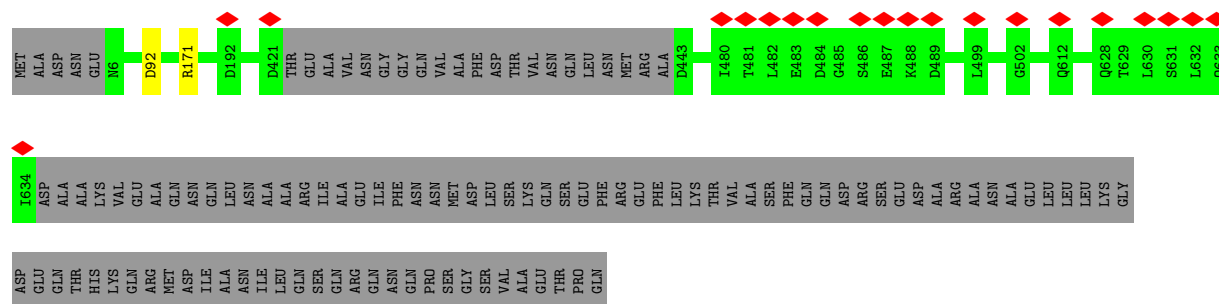 MET ALA ASP ASN GLU N6 D92 R171 D192 D421 THR GLU ALA VAL ASN GLY GLY GLN VAL ALA PHE ASP THR VAL ASN GLN LEU ASN MET ARG ALA D443 I480 T481 L482 E483 D484 G485 S486 E487 K488 D489 L499 G502 Q612 Q628 T629 L630 S631 L632
I634 ASP ALA ALA LYS VAL GLU ALA GLN ASN GLN LEU ASN ALA ALA ARG ILE ALA GLU ILE PHE ASN ASN MET ASP LEU SER LYS GLN SER GLU PHE ARG GLU PHE LEU LYS THR VAL ALA SER PHE GLN GLN ASP ARG SER GLU ASP ALA ARG ALA ASN ALA GLU LEU LEU LEU LYS GLY
ASP GLU GLN THR HIS LYS GLN ARG MET ASP ILE ALA ASN ILE LEU GLN SER GLN ARG GLN ASN GLN PRO SER GLY SER VAL ALA GLU THR PRO GLN